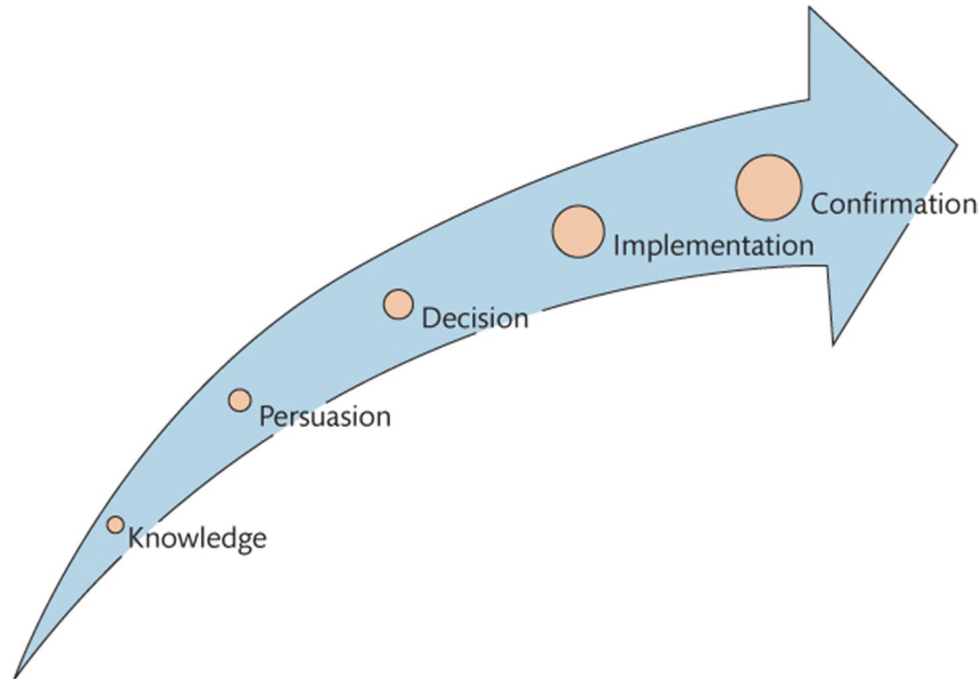 Confirmation
Implementation
Decision
Persuasion
Knowledge